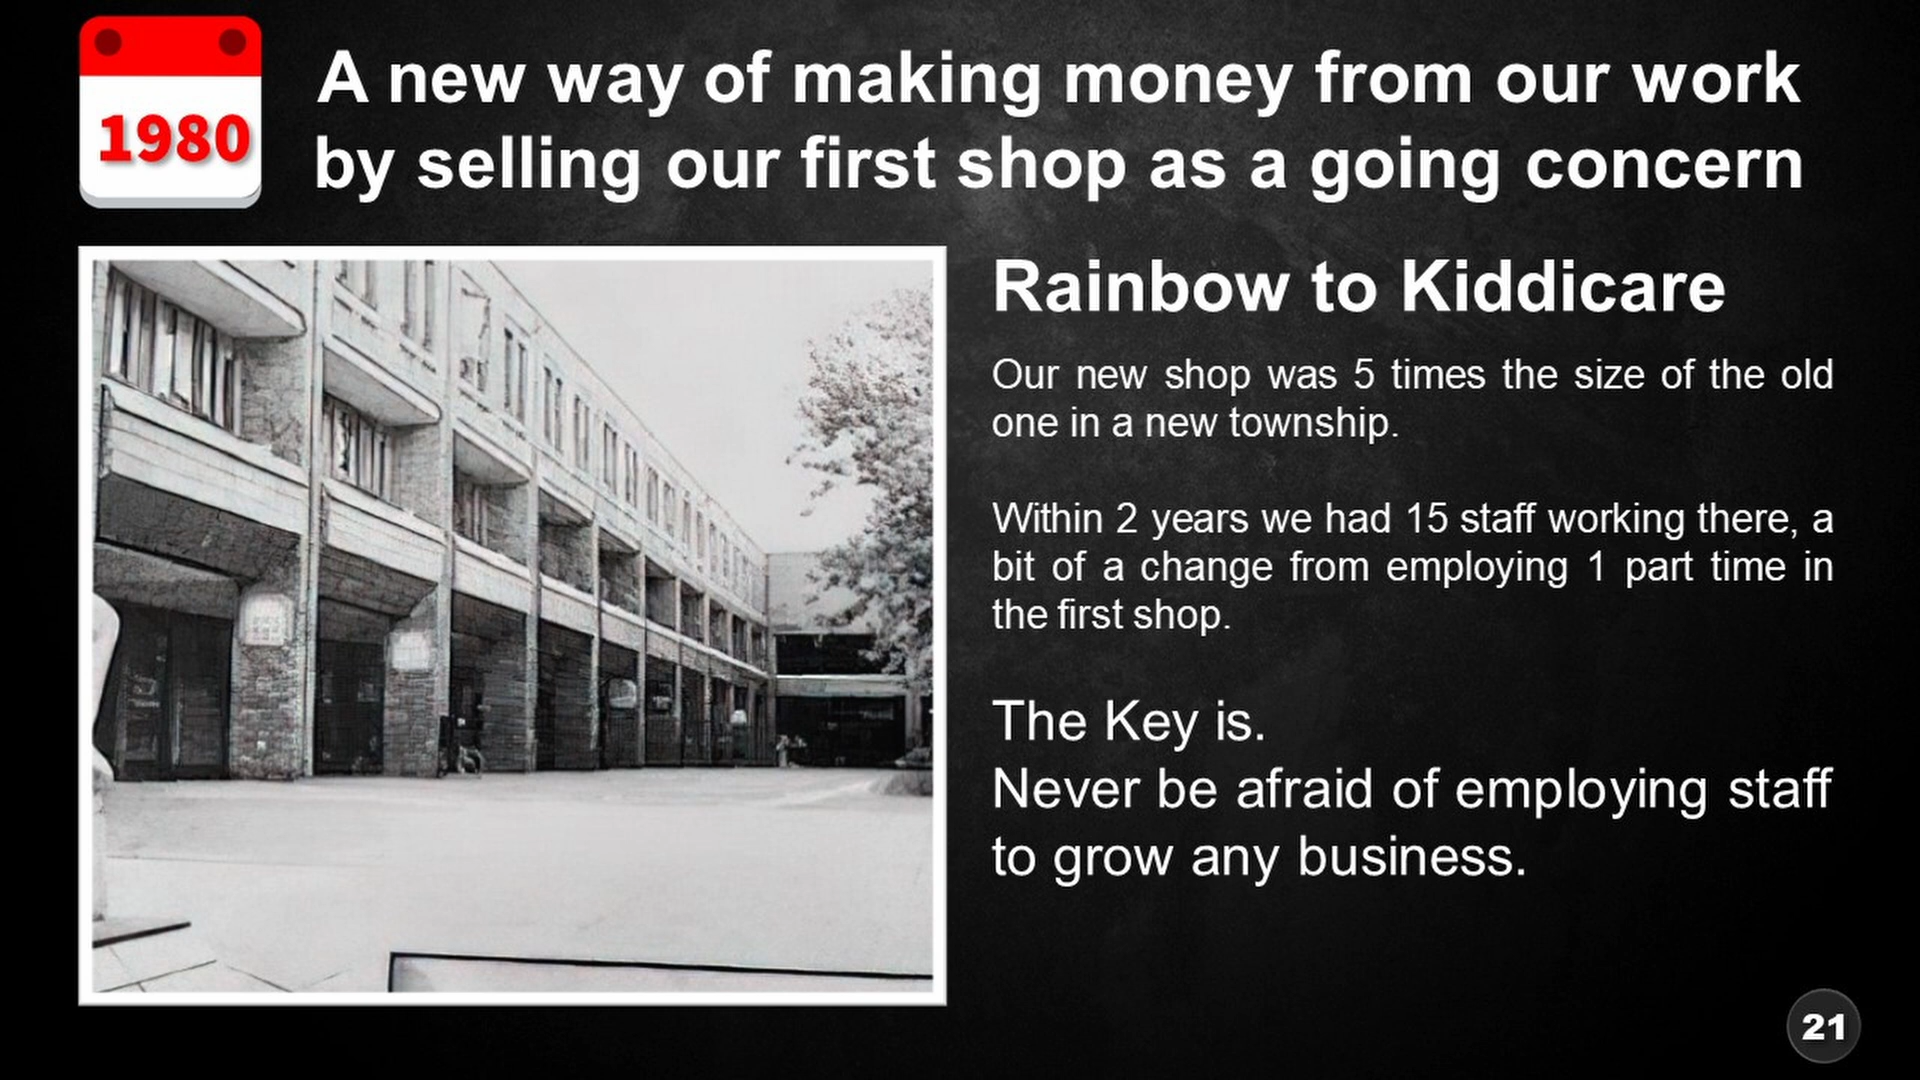 1980
A new way of making money from our work
by selling our first shop as a going concern
Rainbow to Kiddicare
Our new shop was 5 times the size of the old
one in a new township.
Within 2 years we had 15 staff working there, a
bit of a change from employing 1 part time in
the first shop.
The Key is.
Never be afraid of employing staff
to grow any business.
21